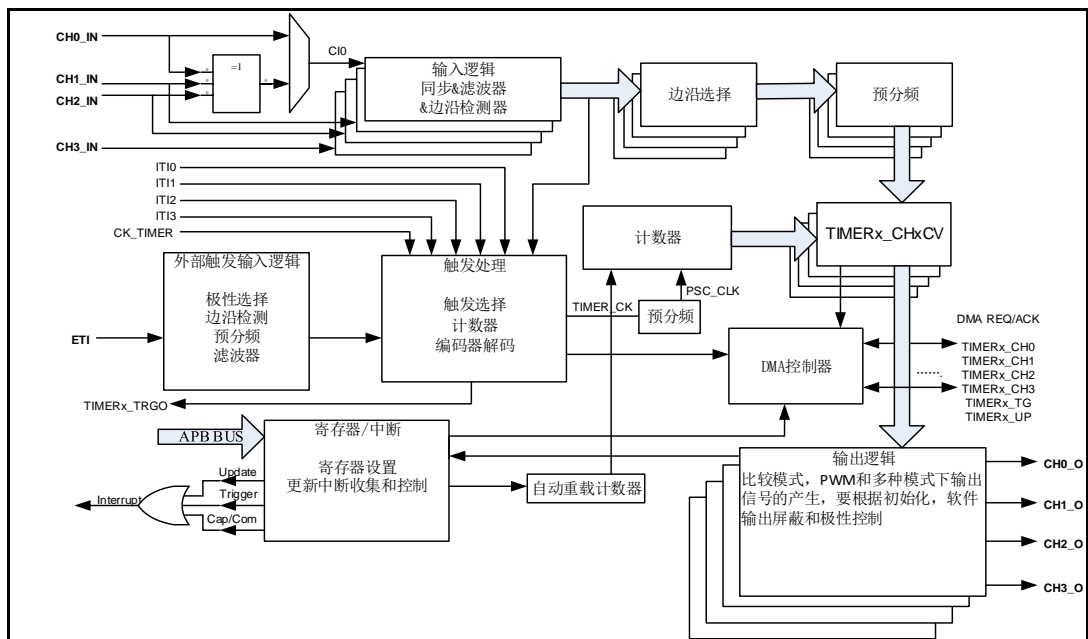 CH0_IN
CH1_IN
CH2_IN
CH3_IN
=1
CI0
输入逻辑
同步&滤波器
&边沿检测器
边沿选择
预分频
ITI0
ITI1
ITI2
ITI3
CK_TIMER
计数器
TIMERx_CHxCV
外部触发输入逻辑
极性选择
边沿检测
预分频
滤波器
ETI
触发处理
触发选择
计数器
编码器解码
TIMER_CK
PSC_CLK
预分频
DMA控制器
DMA REQ/ACK
TIMERx_CH0
TIMERx_CH1
TIMERx_CH2
…….
TIMERx_CH3
TIMERx_TG
TIMERx_UP
TIMERx_TRGO
APB BUS
寄存器/中断
寄存器设置
更新中断收集和控制
Update
Trigger
Cap/Com
Interrupt
自动重载计数器
输出逻辑
比较模式，PWM和多种模式下输出
信号的产生，要根据初始化，软件
输出屏蔽和极性控制
CH0_O
CH1_O
CH2_O
CH3_O